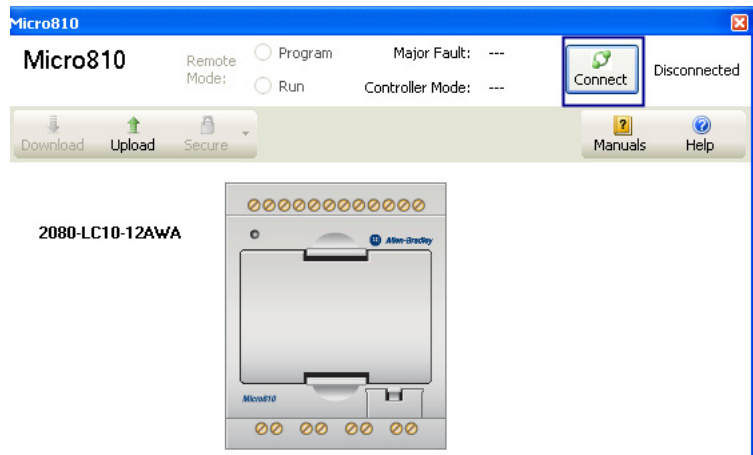 Micro810
Micro810
Remote Mode:
Program
Run
Major Fault: ---
Controller Mode: ---
Connect
Disconnected
Download
Upload
Secure
Manuals
Help
2080-LC10-12AWA
Allen-Bradley
Micro810